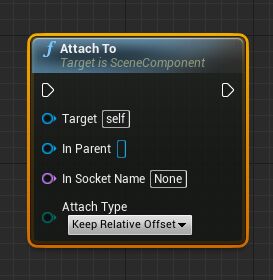 f Attach To
Target is SceneComponent
Target self
In Parent
In Socket Name None
Attach Type
Keep Relative Offset